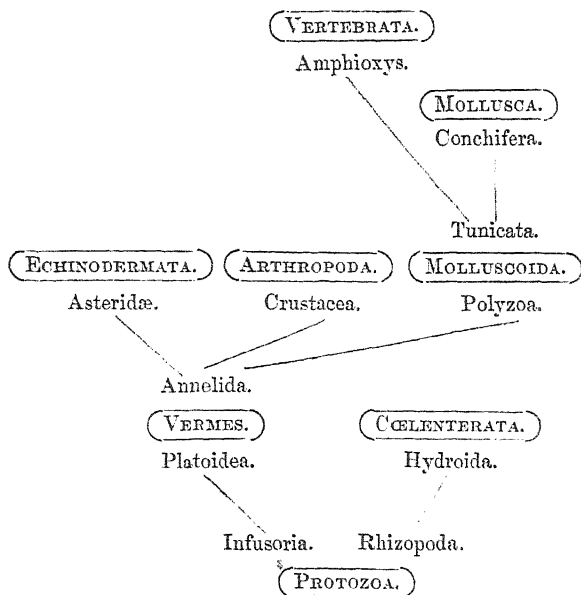 VERTEBRATA.
Amphioxys.
MOLLUSCA.
Conchifera.
Tunicata.
ECHINODERMATA. ARTHROPODA. MOLLUSCOIDA.
Asteridæ. Crustacea. Polyzoa.
Annelida.
VERMES. CŒLENTERATA.
Platoidea. Hydroida.
Infusoria. Rhizopoda.
PROTOZOA.